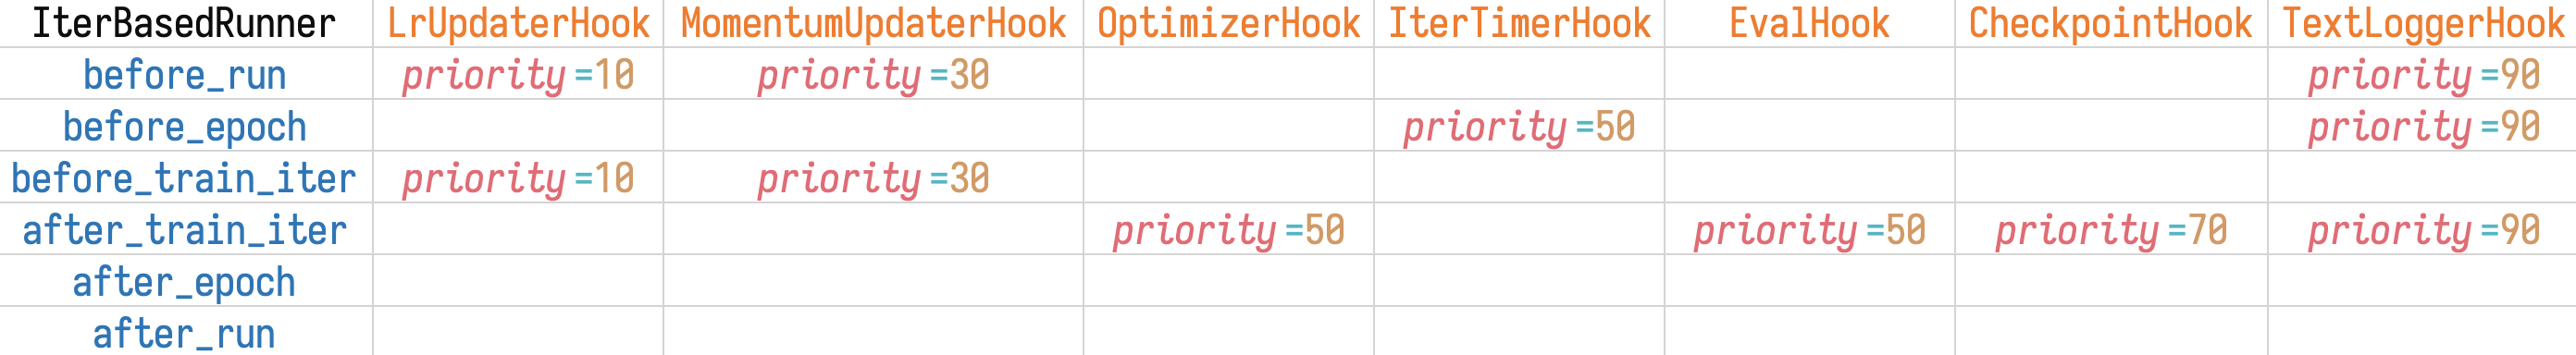 IterBasedRunner LrUpdaterHook MomentumUpdaterHook OptimizerHook IterTimerHook EvalHook CheckpointHook TextLoggerHook
before_run priority=10 priority=30 priority=90
before_epoch priority=50 priority=90
before_train_iter priority=10 priority=30
after_train_iter priority=50 priority=50 priority=70 priority=90
after_epoch
after_run